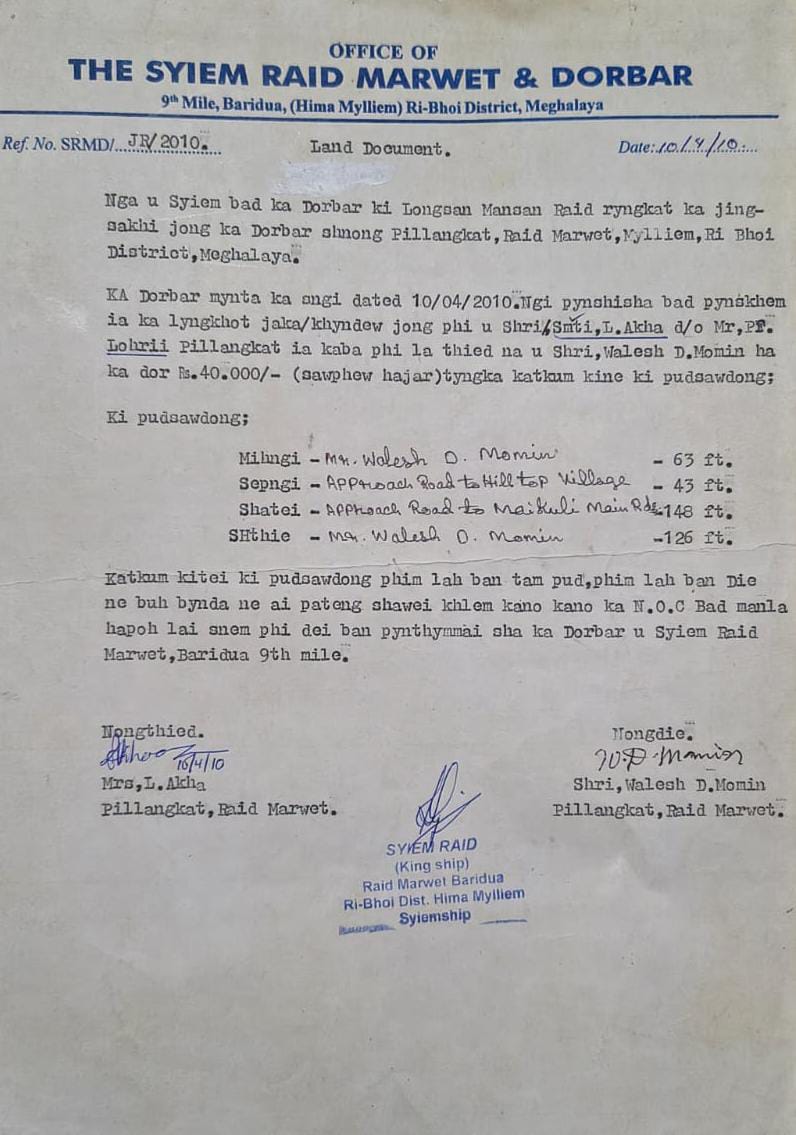 OFFICE OF
THE SYIEM RAID MARWET & DORBAR
9th Mile, Baridua, (Hima Mylliem) Ri-Bhoi District, Meghalaya
Ref. No. SRMD/...JR/2010. Land Document. Date:10/4/10
Nga u Syiem bad ka Dorbar ki Longsan Mansan Raid ryngkat ka jing-
sakhi jong ka Dorbar shnong Pillangkat,Raid Marwet,Mylliem,Ri Bhoi
District,Meghalaya.
KA Dorbar mynta ka sngi dated 10/04/2010.Ngi pynshisha bad pynskhem
ia ka lyngkhot jaka/khyndew jong phi u Shri/Smti,L.Akha d/o Mr,PF.
Lohrii Pillangkat ia kaba phi la thied na u Shri,Walesh D.Momin ha
ka dor Rs.40.000/- (sawphew hajar)tyngka katkum kine ki pudsawdong;
Ki pudsawdong;
Mihngi - Mr. Walesh D. Momin - 63 ft.
Sepngi - Approach Road to Hill top Village - 43 ft.
Shatei - Approach Road to Maikuli Main Rd. -148 ft.
SHthie - Mr. Walesh D. Momin -126 ft.
Katkum kitei ki pudsawdong phim lah ban tam pud,phim lah ban Die
ne buh bynda ne ai pateng shawei khlem kano kano ka N.O.C Bad manla
hapoh lai snem phi dei ban pynthymmai sha ka Dorbar u Syiem Raid
Marwet,Baridua 9th mile.
Nongthied. Nongdie.
10/4/10 W.D.Momin
Mrs,L.Akha Shri,Walesh D.Momin
Pillangkat,Raid Marwet. Pillangkat,Raid Marwet.
SYIEM RAID
(King ship)
Raid Marwet Baridua
Ri-Bhoi Dist. Hima Mylliem
Syiemship